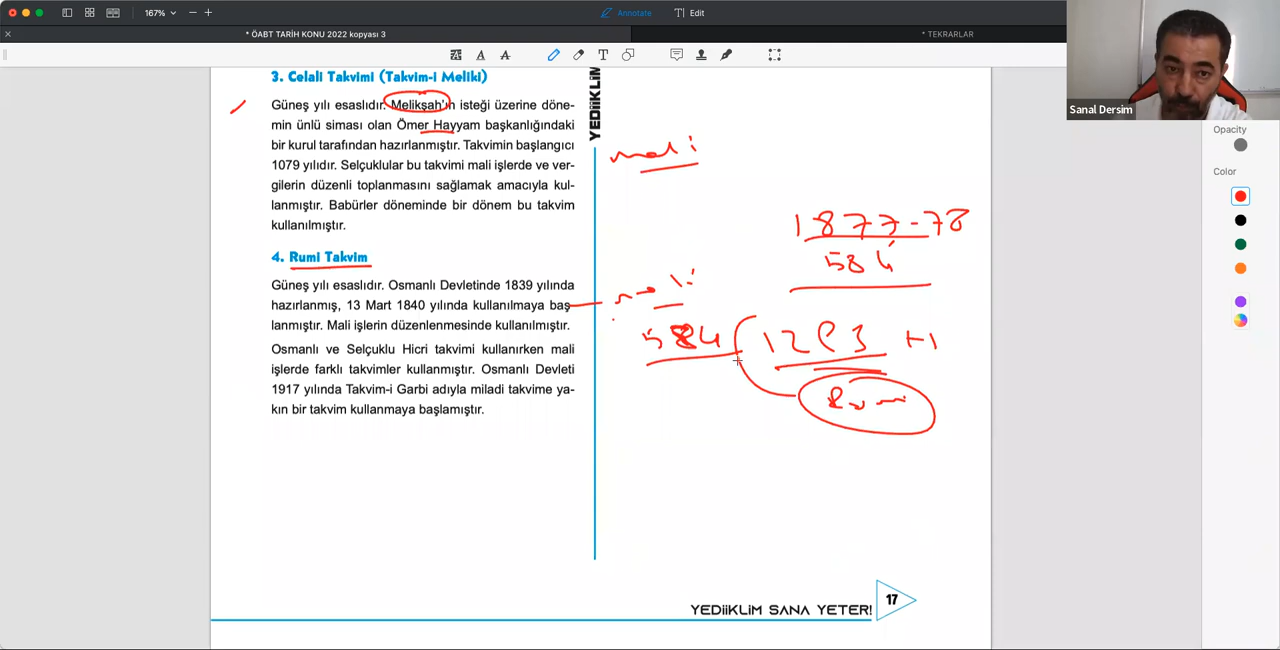 167%
Annotate
Edit
* ÖABT TARİH KONU 2022 kopyası 3
* TEKRARLAR
Sanal Dersim
Opacity
Color
3. Celali Takvimi (Takvim-i Meliki)
Güneş yılı esaslıdır. Melikşah'ın isteği üzerine döne-
min ünlü siması olan Ömer Hayyam başkanlığındaki
bir kurul tarafından hazırlanmıştır. Takvimin başlangıcı
1079 yılıdır. Selçuklular bu takvimi mali işlerde ve ver-
gilerin düzenli toplanmasını sağlamak amacıyla kul-
lanmıştır. Babürler döneminde bir dönem bu takvim
kullanılmıştır.
4. Rumi Takvim
Güneş yılı esaslıdır. Osmanlı Devletinde 1839 yılında
hazırlanmış, 13 Mart 1840 yılında kullanılmaya baş
lanmıştır. Mali işlerin düzenlenmesinde kullanılmıştır.
Osmanlı ve Selçuklu Hicri takvimi kullanırken mali
işlerde farklı takvimler kullanmıştır. Osmanlı Devleti
1917 yılında Takvim-i Garbi adıyla miladi takvime ya-
kın bir takvim kullanmaya başlamıştır.
YEDİİKLİM
mali
1877-78
584
mali
584 1293 +1
Rumi
YEDİİKLİM SANA YETER!
17